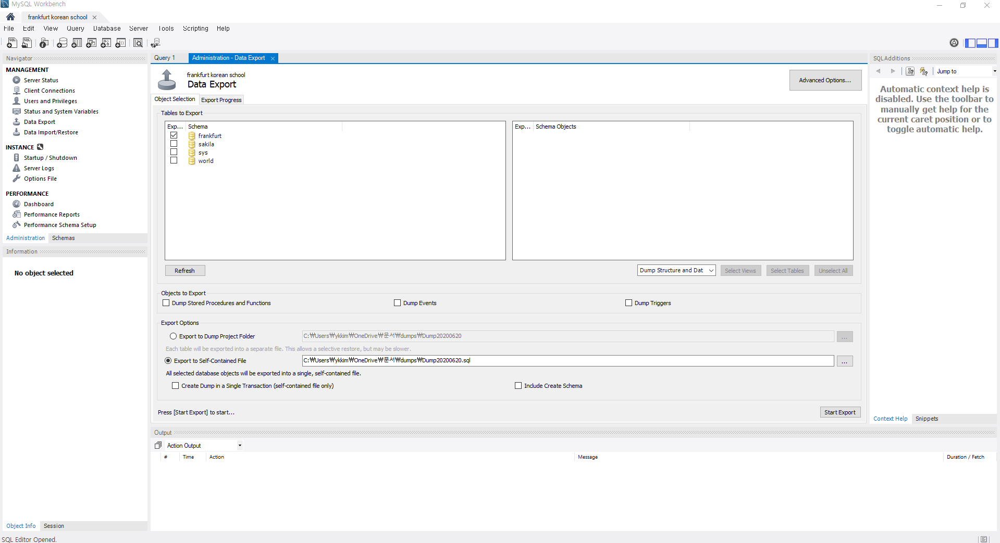 MySQL Workbench
frankfurt korean school
File Edit View Query Database Server Tools Scripting Help
Navigator
MANAGEMENT
Server Status
Client Connections
Users and Privileges
Status and System Variables
Data Export
Data Import/Restore
INSTANCE
Startup / Shutdown
Server Logs
Options File
PERFORMANCE
Dashboard
Performance Reports
Performance Schema Setup
Administration Schemas
Information
No object selected
Object Info Session
SQL Editor Opened.
Query 1 Administration - Data Export
frankfurt korean school
Data Export
Advanced Options...
Object Selection Export Progress
Tables to Export
Exp... Schema
frankfurt
sakila
sys
world
Exp... Schema Objects
Refresh
Dump Structure and Dat
Select Views
Select Tables
Unselect All
Objects to Export
Dump Stored Procedures and Functions
Dump Events
Dump Triggers
Export Options
Export to Dump Project Folder
C:₩Users₩ykkim₩OneDrive₩문서₩dumps₩Dump20200620
...
Each table will be exported into a separate file. This allows a selective restore, but may be slower.
Export to Self-Contained File
C:₩Users₩ykkim₩OneDrive₩문서₩dumps₩Dump20200620.sql
...
All selected database objects will be exported into a single, self-contained file.
Create Dump in a Single Transaction (self-contained file only)
Include Create Schema
Press [Start Export] to start...
Start Export
Output
Action Output
# Time Action Message Duration / Fetch
SQLAdditions
Jump to
Automatic context help is
disabled. Use the toolbar to
manually get help for the
current caret position or to
toggle automatic help.
Context Help Snippets